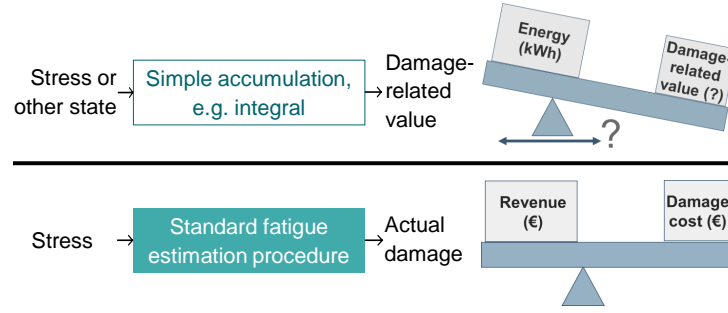 Stress or
other state
Simple accumulation,
e.g. integral
Damage-
related
value
Energy
(kWh)
Damage-
related
value (?)
?
Stress
Standard fatigue
estimation procedure
Actual
damage
Revenue
(€)
Damage
cost (€)